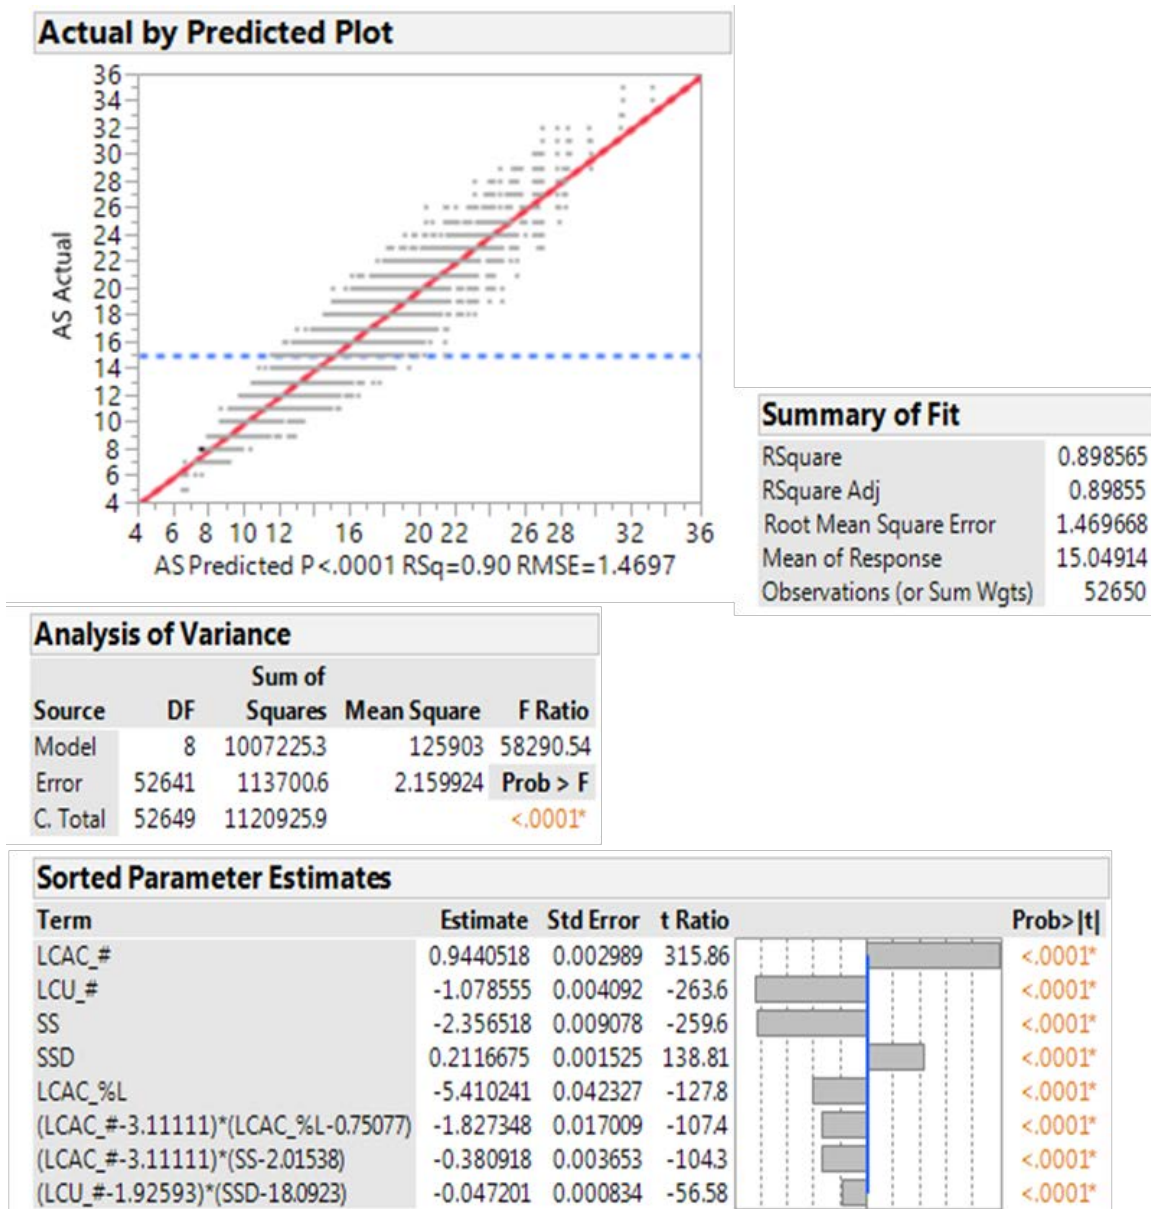 Actual by Predicted Plot
36
34
32
30
28
26
24
22
20
18
16
14
12
10
8
6
4
AS Actual
4 6 8 10 12 16 20 22 26 28 32 36
AS Predicted P<.0001 RSq=0.90 RMSE=1.4697
Summary of Fit
RSquare 0.898565
RSquare Adj 0.89855
Root Mean Square Error 1.469668
Mean of Response 15.04914
Observations (or Sum Wgts) 52650
Analysis of Variance
Sum of
Source DF Squares Mean Square F Ratio
Model 8 1007225.3 125903 58290.54
Error 52641 113700.6 2.159924 Prob > F
C. Total 52649 1120925.9 <.0001*
Sorted Parameter Estimates
Term Estimate Std Error t Ratio Prob>|t|
LCAC_# 0.9440518 0.002989 315.86 <.0001*
LCU_# -1.078555 0.004092 -263.6 <.0001*
SS -2.356518 0.009078 -259.6 <.0001*
SSD 0.2116675 0.001525 138.81 <.0001*
LCAC_%L -5.410241 0.042327 -127.8 <.0001*
(LCAC_#-3.11111)*(LCAC_%L-0.75077) -1.827348 0.017009 -107.4 <.0001*
(LCAC_#-3.11111)*(SS-2.01538) -0.380918 0.003653 -104.3 <.0001*
(LCU_#-1.92593)*(SSD-18.0923) -0.047201 0.000834 -56.58 <.0001*